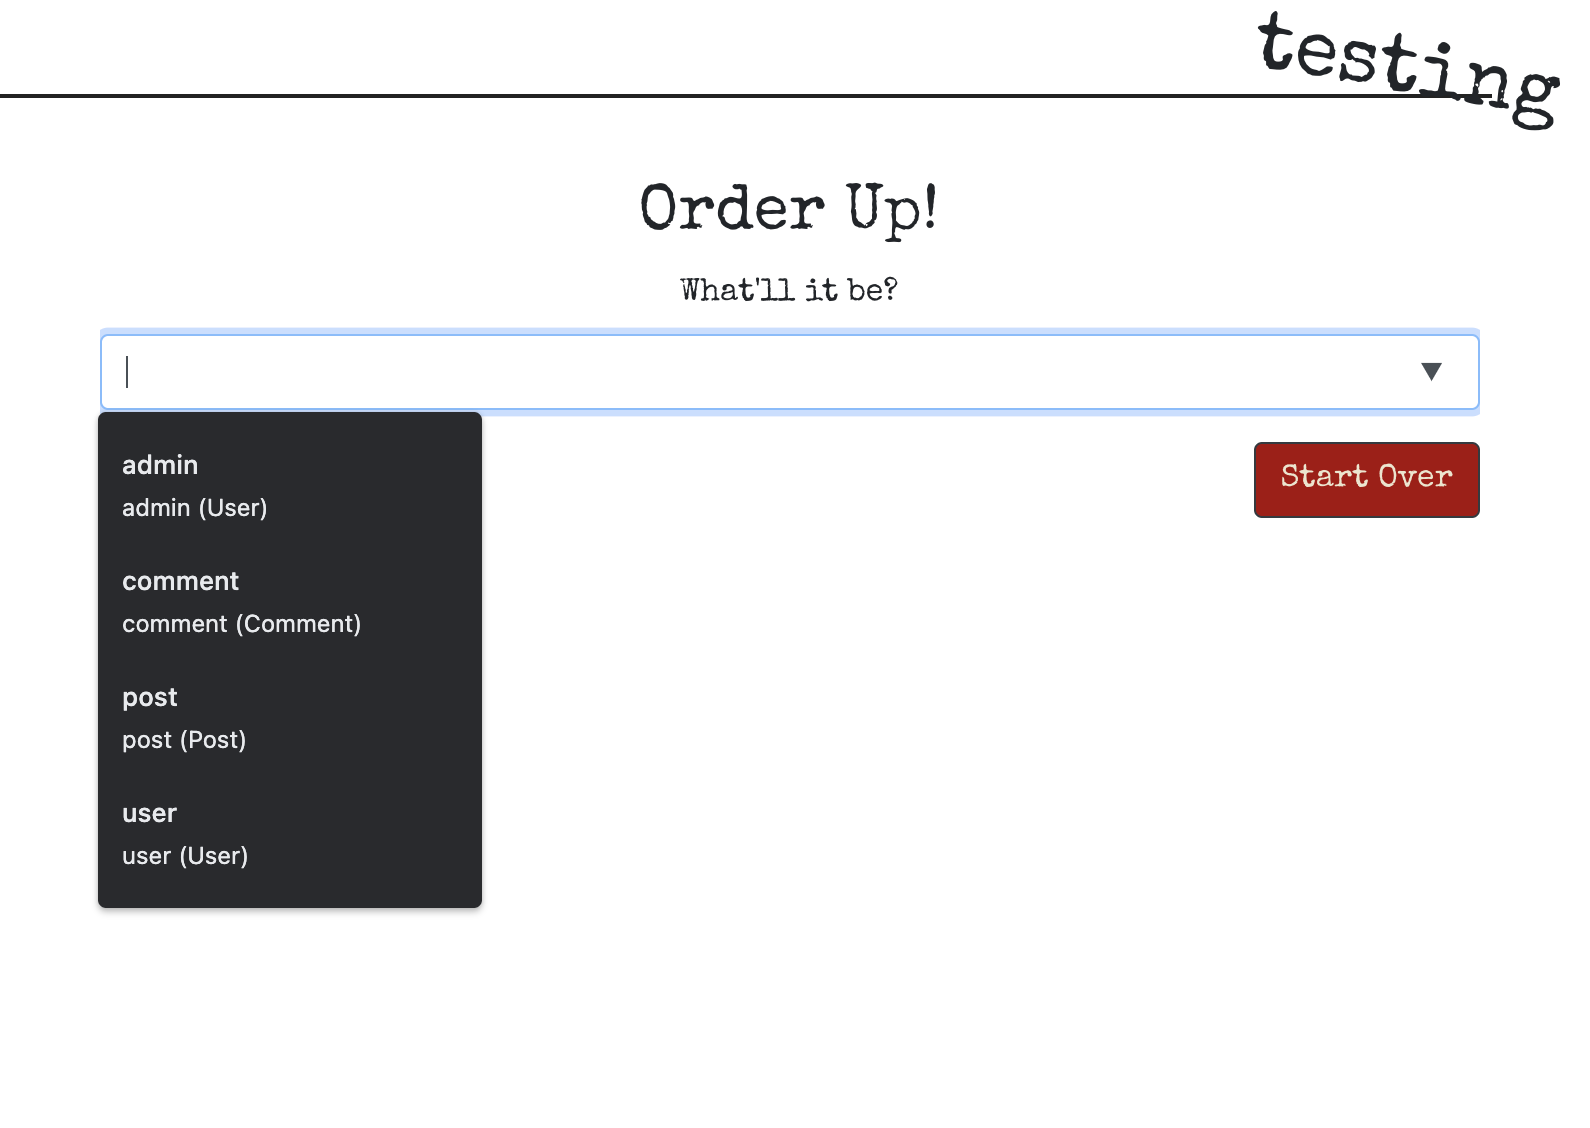 testing
Order Up!
What'll it be?
admin
admin (User)
Start Over
comment
comment (Comment)
post
post (Post)
user
user (User)